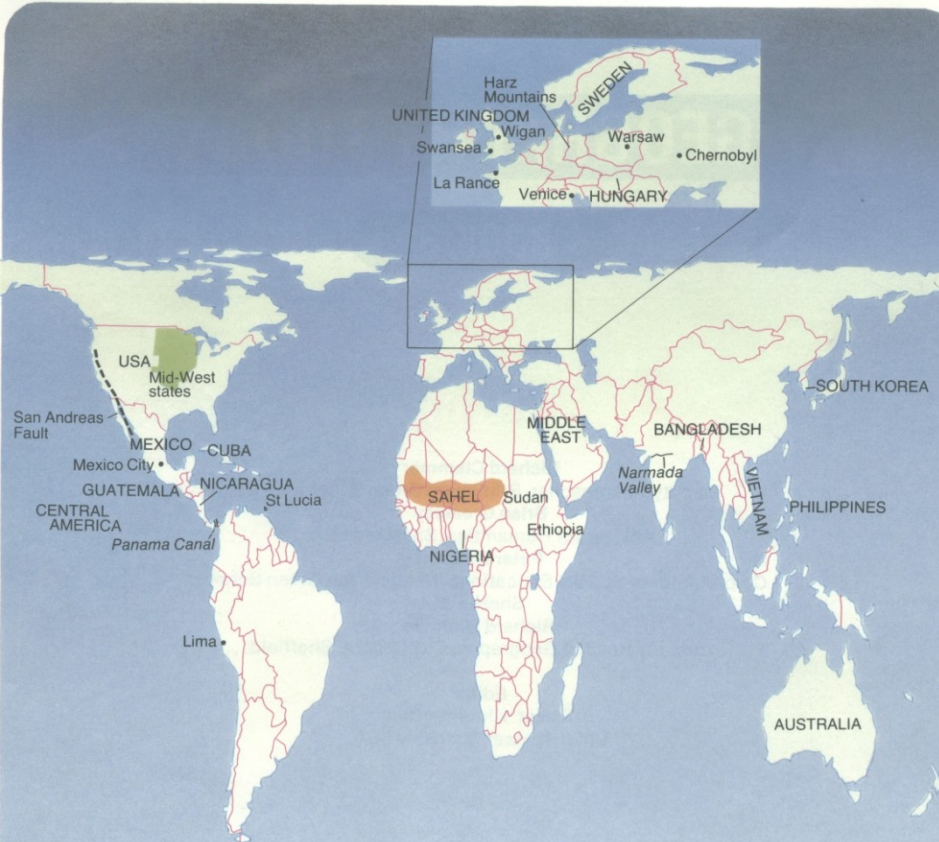 Harz
Mountains
SWEDEN
UNITED KINGDOM
Wigan
Warsaw
Swansea
Chernobyl
La Rance
Venice
HUNGARY
USA
Mid-West
states
San Andreas
Fault
MEXICO
CUBA
Mexico City
GUATEMALA
NICARAGUA
St Lucia
CENTRAL
AMERICA
Panama Canal
Lima
MIDDLE
EAST
SAHEL
Sudan
Ethiopia
NIGERIA
SOUTH KOREA
BANGLADESH
Narmada
Valley
VIETNAM
PHILIPPINES
AUSTRALIA